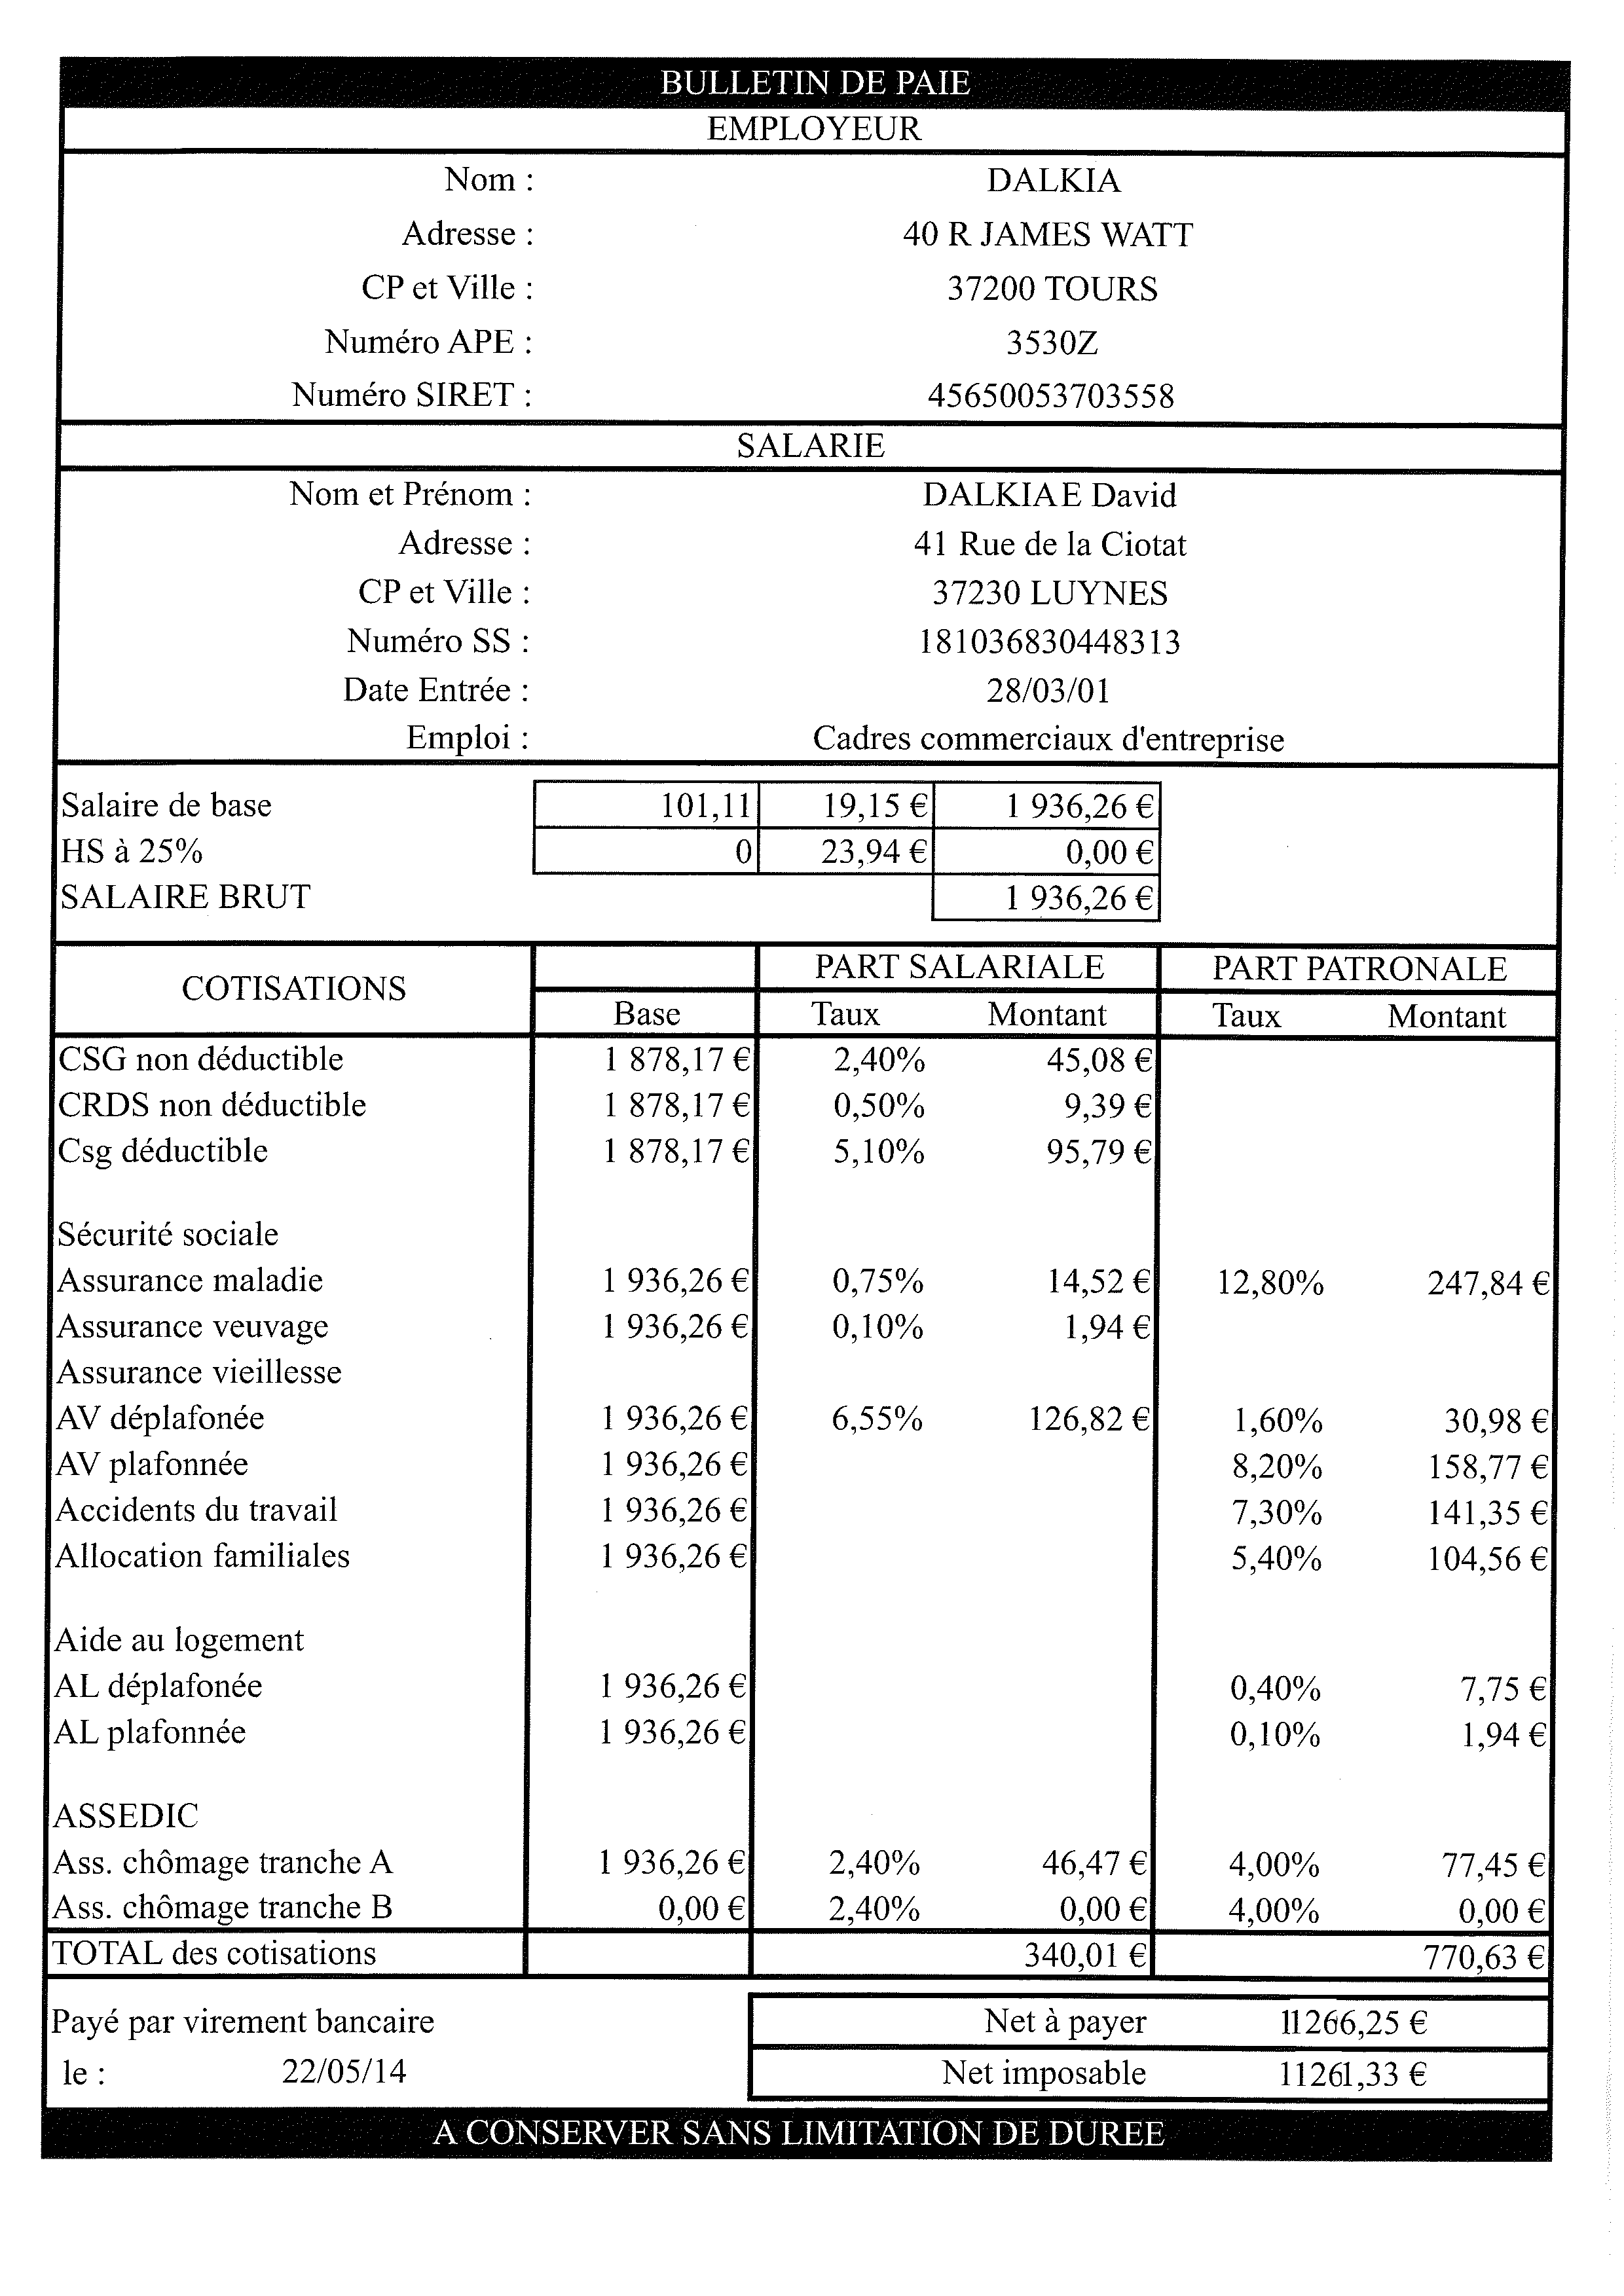 BULLETIN DE PAIE
EMPLOYEUR
Nom : DALKIA
Adresse : 40 R JAMES WATT
CP et Ville : 37200 TOURS
Numéro APE : 3530Z
Numéro SIRET : 45650053703558
SALARIE
Nom et Prénom : DALKIAE David
Adresse : 41 Rue de la Ciotat
CP et Ville : 37230 LUYNES
Numéro SS : 181036830448313
Date Entrée : 28/03/01
Emploi : Cadres commerciaux d'entreprise
Salaire de base 101,11 19,15 € 1 936,26 €
HS à 25% 0 23,94 € 0,00 €
SALAIRE BRUT 1 936,26 €
COTISATIONS PART SALARIALE PART PATRONALE
Base Taux Montant Taux Montant
CSG non déductible 1 878,17 € 2,40% 45,08 €
CRDS non déductible 1 878,17 € 0,50% 9,39 €
Csg déductible 1 878,17 € 5,10% 95,79 €
Sécurité sociale
Assurance maladie 1 936,26 € 0,75% 14,52 € 12,80% 247,84 €
Assurance veuvage 1 936,26 € 0,10% 1,94 €
Assurance vieillesse
AV déplafonée 1 936,26 € 6,55% 126,82 € 1,60% 30,98 €
AV plafonnée 1 936,26 € 8,20% 158,77 €
Accidents du travail 1 936,26 € 7,30% 141,35 €
Allocation familiales 1 936,26 € 5,40% 104,56 €
Aide au logement
AL déplafonée 1 936,26 € 0,40% 7,75 €
AL plafonnée 1 936,26 € 0,10% 1,94 €
ASSEDIC
Ass. chômage tranche A 1 936,26 € 2,40% 46,47 € 4,00% 77,45 €
Ass. chômage tranche B 0,00 € 2,40% 0,00 € 4,00% 0,00 €
TOTAL des cotisations 340,01 € 770,63 €
Payé par virement bancaire Net à payer 11266,25 €
le : 22/05/14 Net imposable 11261,33 €
A CONSERVER SANS LIMITATION DE DUREE